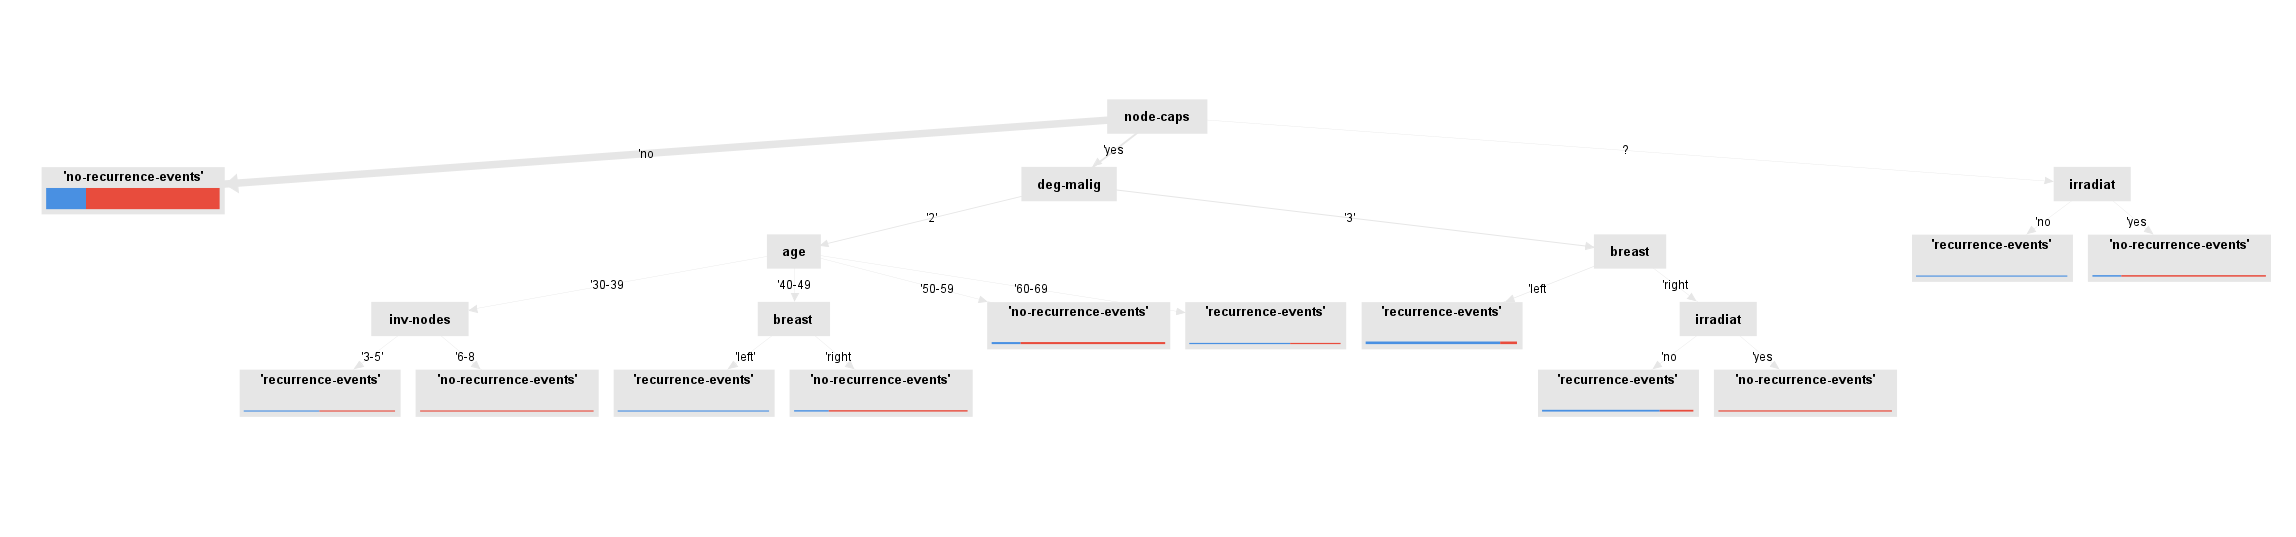 node-caps
'no
'yes
?
'no-recurrence-events'
deg-malig
irradiat
'2'
'3'
'no
'yes
age
breast
'recurrence-events'
'no-recurrence-events'
'30-39
'40-49
'50-59
'60-69
'left
'right
inv-nodes
breast
'no-recurrence-events'
'recurrence-events'
'recurrence-events'
irradiat
'3-5'
'6-8
'left'
'right
'no
'yes
'recurrence-events'
'no-recurrence-events'
'recurrence-events'
'no-recurrence-events'
'recurrence-events'
'no-recurrence-events'